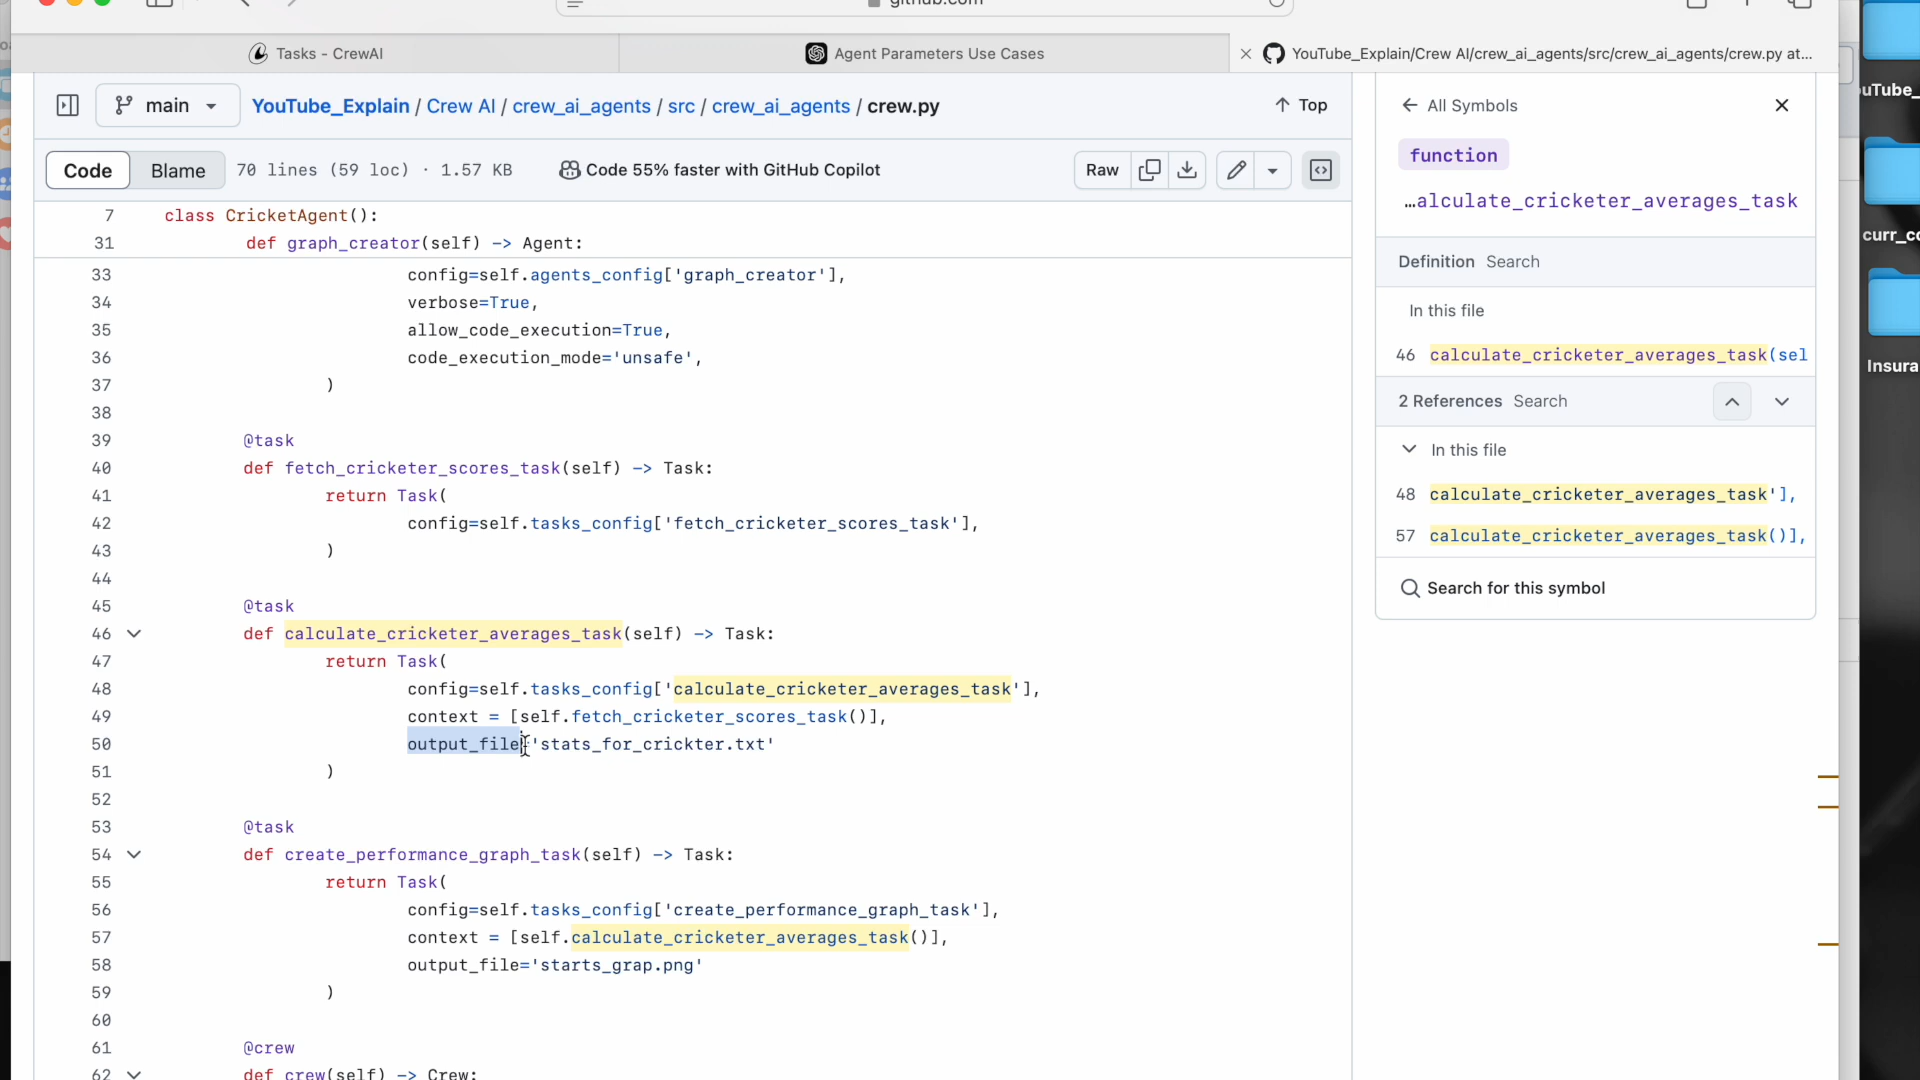 Tasks - CrewAI
Agent Parameters Use Cases
YouTube_Explain/Crew AI/crew_ai_agents/src/crew_ai_agents/crew.py at...
main
YouTube_Explain / Crew AI / crew_ai_agents / src / crew_ai_agents / crew.py
Top
Code
Blame
70 lines (59 loc) · 1.57 KB
Code 55% faster with GitHub Copilot
Raw
7 class CricketAgent():
31 def graph_creator(self) -> Agent:
33 config=self.agents_config['graph_creator'],
34 verbose=True,
35 allow_code_execution=True,
36 code_execution_mode='unsafe',
37 )
38
39 @task
40 def fetch_cricketer_scores_task(self) -> Task:
41 return Task(
42 config=self.tasks_config['fetch_cricketer_scores_task'],
43 )
44
45 @task
46 def calculate_cricketer_averages_task(self) -> Task:
47 return Task(
48 config=self.tasks_config['calculate_cricketer_averages_task'],
49 context = [self.fetch_cricketer_scores_task()],
50 output_file='stats_for_crickter.txt'
51 )
52
53 @task
54 def create_performance_graph_task(self) -> Task:
55 return Task(
56 config=self.tasks_config['create_performance_graph_task'],
57 context = [self.calculate_cricketer_averages_task()],
58 output_file='starts_grap.png'
59 )
60
61 @crew
62 def crew(self) -> Crew:
All Symbols
function
…alculate_cricketer_averages_task
Definition Search
In this file
46 calculate_cricketer_averages_task(sel
2 References Search
In this file
48 calculate_cricketer_averages_task'],
57 calculate_cricketer_averages_task()],
Search for this symbol
uTube_
curr_co
Insura